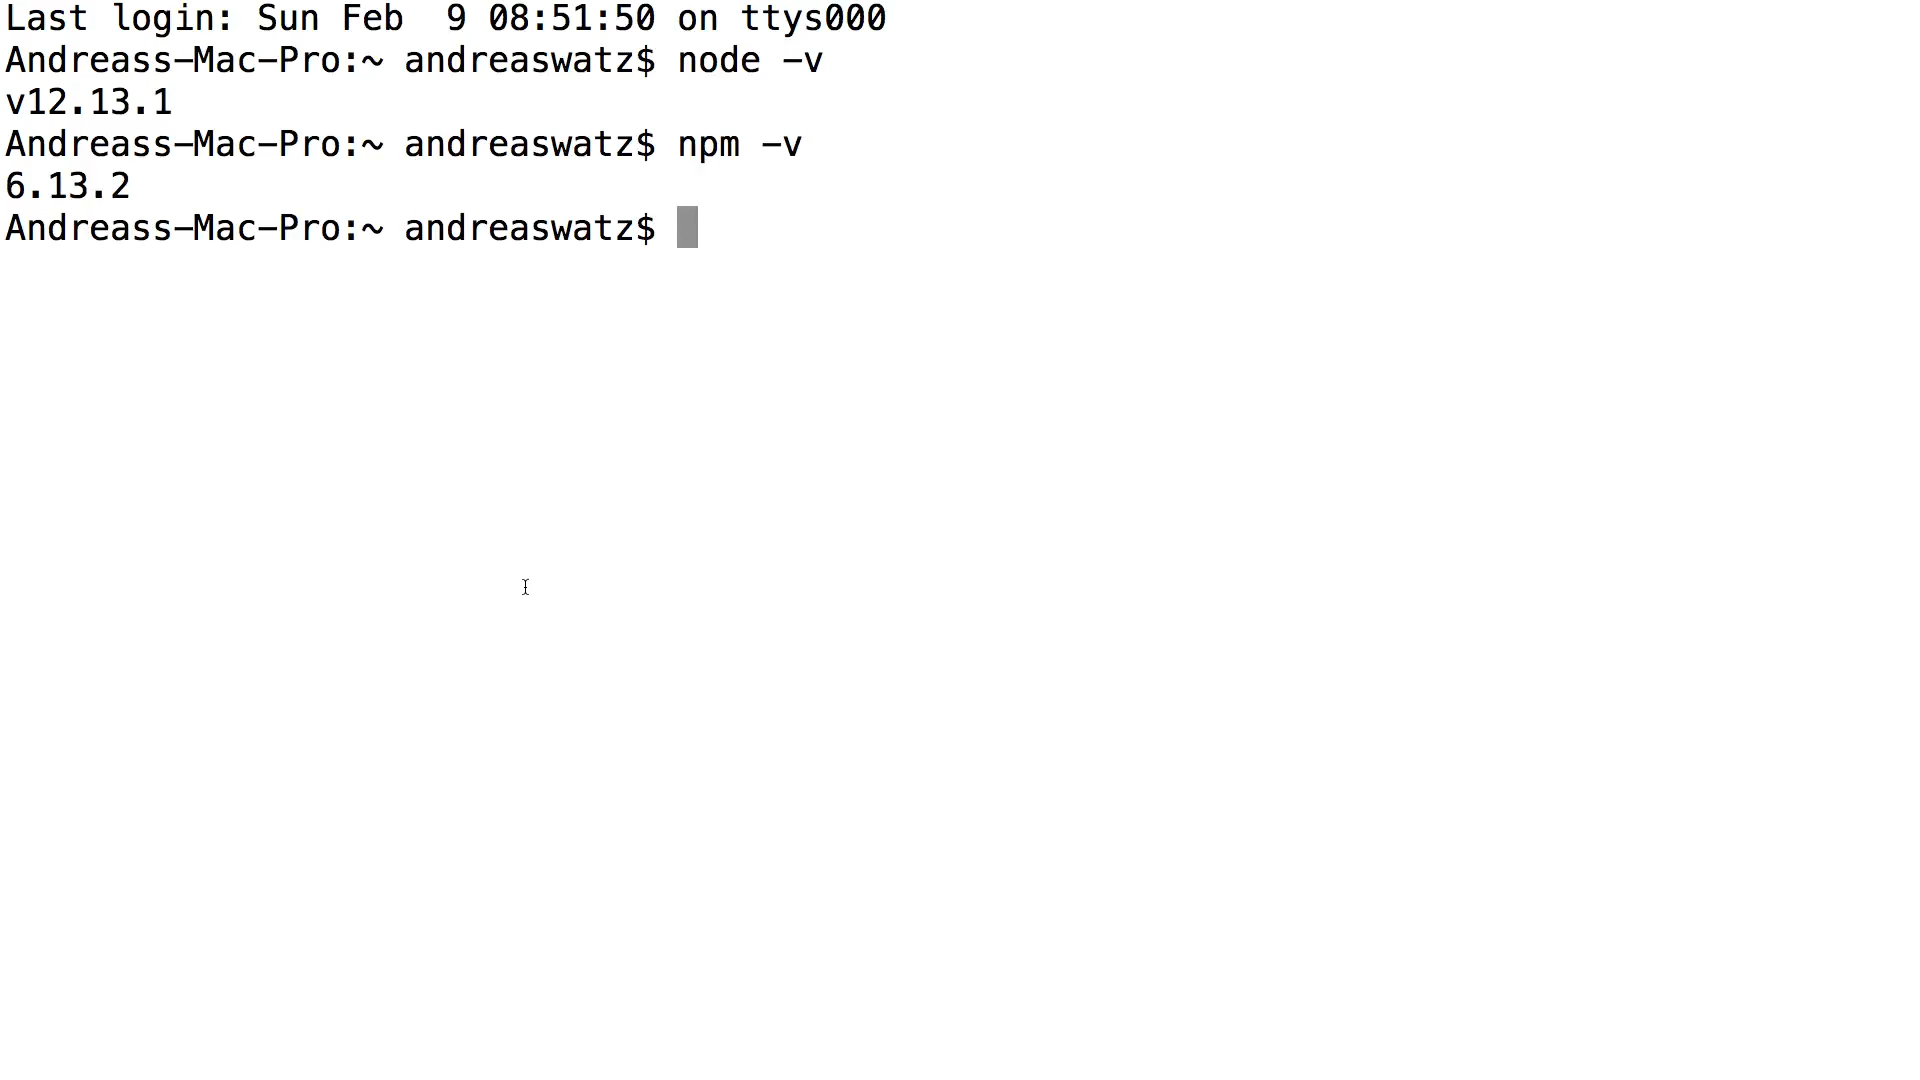 Last login: Sun Feb  9 08:51:50 on ttys000
Andreass-Mac-Pro:~ andreaswatz$ node -v
v12.13.1
Andreass-Mac-Pro:~ andreaswatz$ npm -v
6.13.2
Andreass-Mac-Pro:~ andreaswatz$